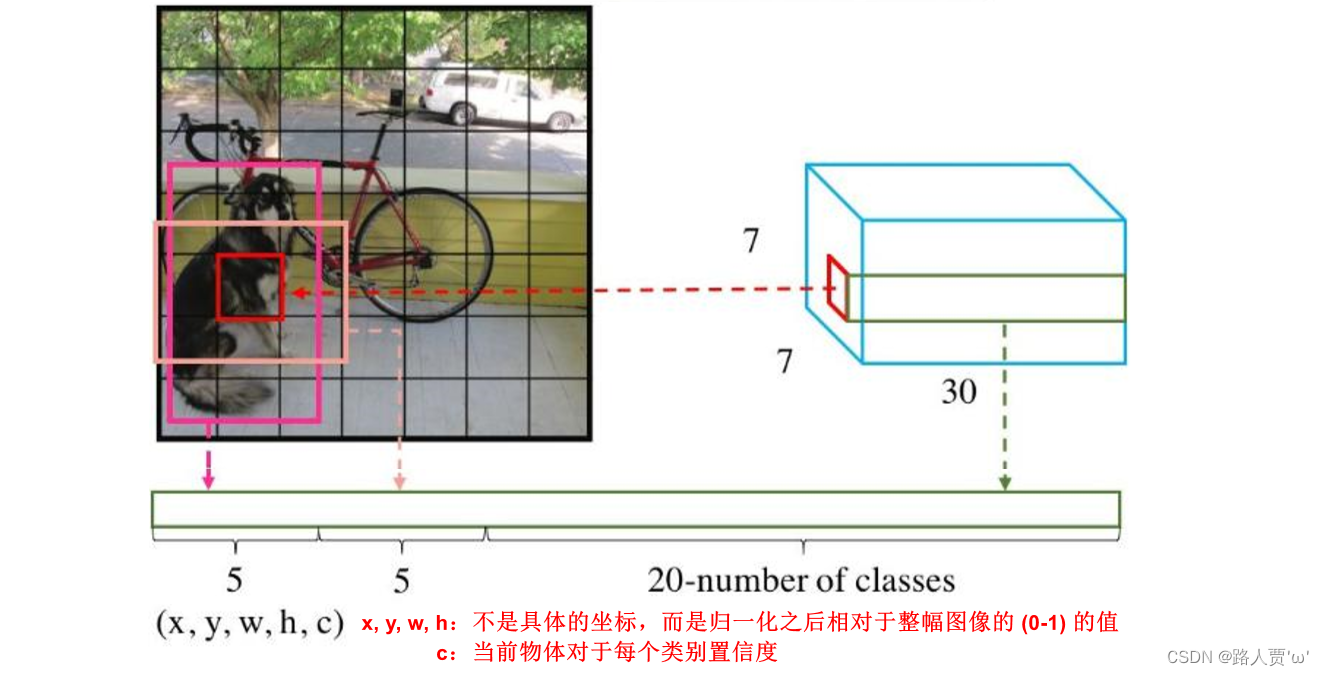 7
7
30
5
5
20-number of classes
(x, y, w, h, c)
x, y, w, h：不是具体的坐标，而是归一化之后相对于整幅图像的 (0-1) 的值
c：当前物体对于每个类别置信度
CSDN @路人贾'ω'